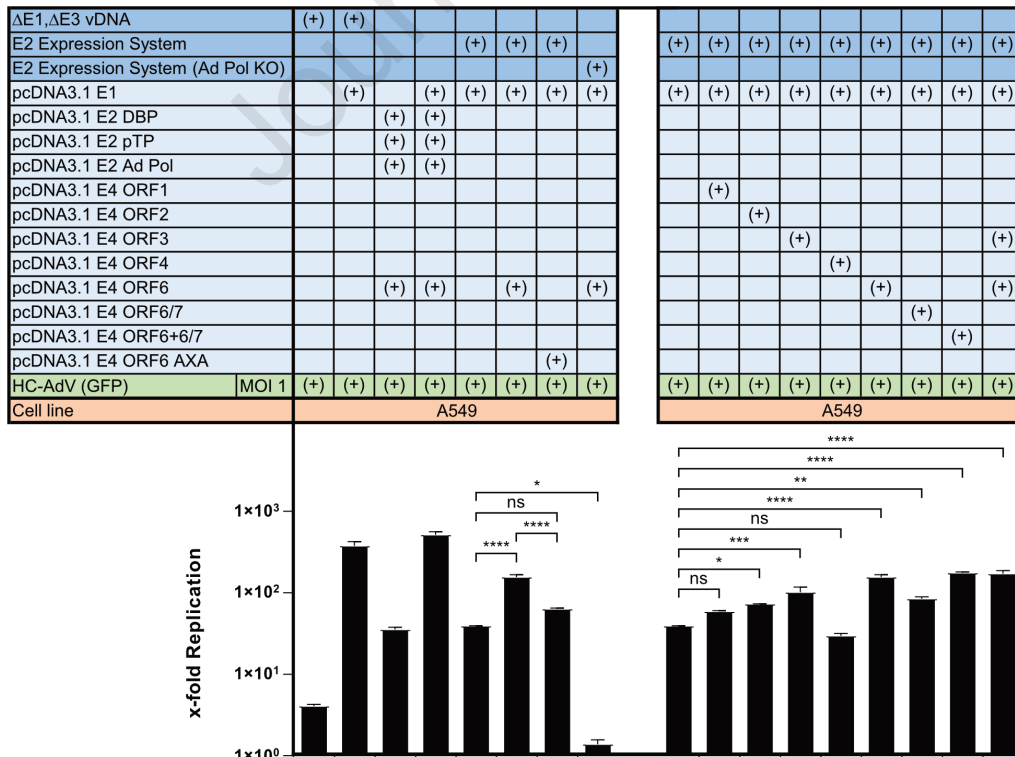 ΔE1,ΔE3 vDNA (+) (+)
E2 Expression System (+) (+) (+) (+) (+) (+) (+) (+) (+) (+) (+) (+)
E2 Expression System (Ad Pol KO) (+)
pcDNA3.1 E1 (+) (+) (+) (+) (+) (+) (+) (+) (+) (+) (+) (+) (+) (+) (+)
pcDNA3.1 E2 DBP (+) (+)
pcDNA3.1 E2 pTP (+) (+)
pcDNA3.1 E2 Ad Pol (+) (+)
pcDNA3.1 E4 ORF1 (+)
pcDNA3.1 E4 ORF2 (+)
pcDNA3.1 E4 ORF3 (+) (+)
pcDNA3.1 E4 ORF4 (+)
pcDNA3.1 E4 ORF6 (+) (+) (+) (+) (+) (+)
pcDNA3.1 E4 ORF6/7 (+)
pcDNA3.1 E4 ORF6+6/7 (+)
pcDNA3.1 E4 ORF6 AXA (+)
HC-AdV (GFP) MOI 1 (+) (+) (+) (+) (+) (+) (+) (+) (+) (+) (+) (+) (+) (+) (+) (+) (+)
Cell line A549 A549
****
****
**
****
ns
***
*
ns
*
ns
****
****
x-fold Replication
1×10³
1×10²
1×10¹
1×10⁰
Journ